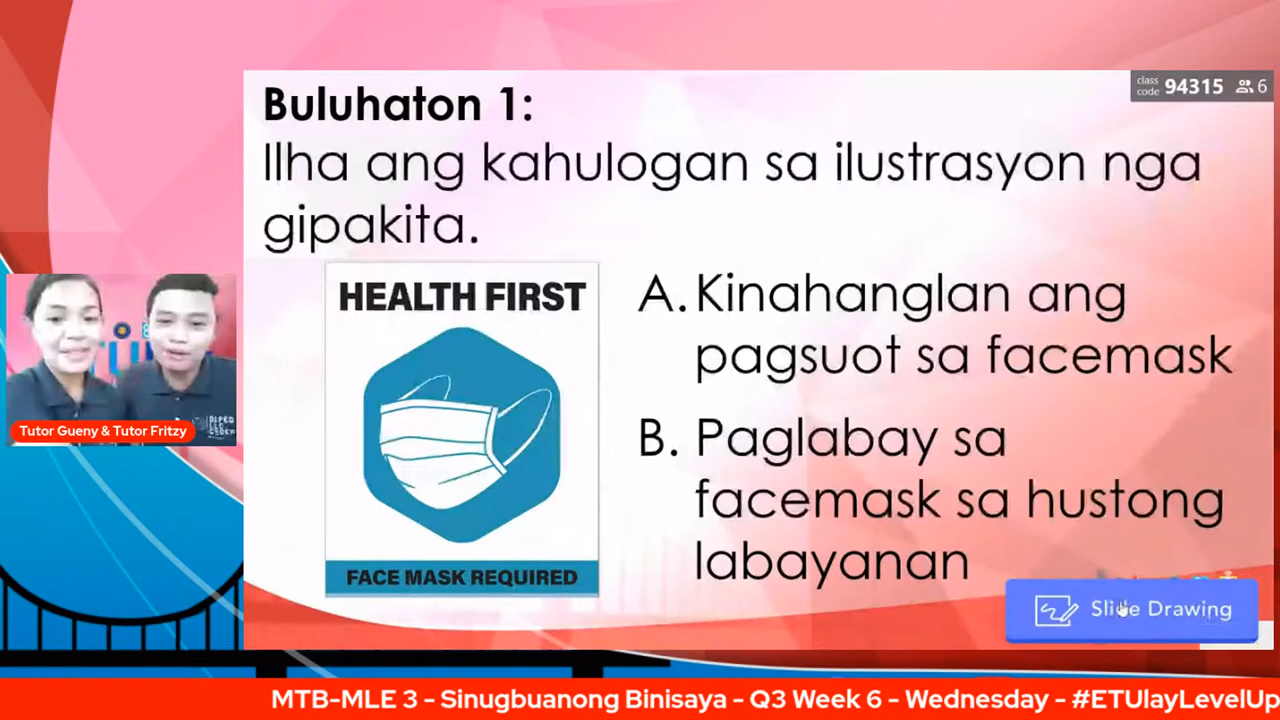 class code 94315 6
Buluhaton 1:
Ilha ang kahulogan sa ilustrasyon nga
gipakita.
HEALTH FIRST
FACE MASK REQUIRED
A. Kinahanglan ang
pagsuot sa facemask
B. Paglabay sa
facemask sa hustong
labayanan
Slide Drawing
Tutor Gueny & Tutor Fritzy
MTB-MLE 3 - Sinugbuanong Binisaya - Q3 Week 6 - Wednesday - #ETUlayLevelUp